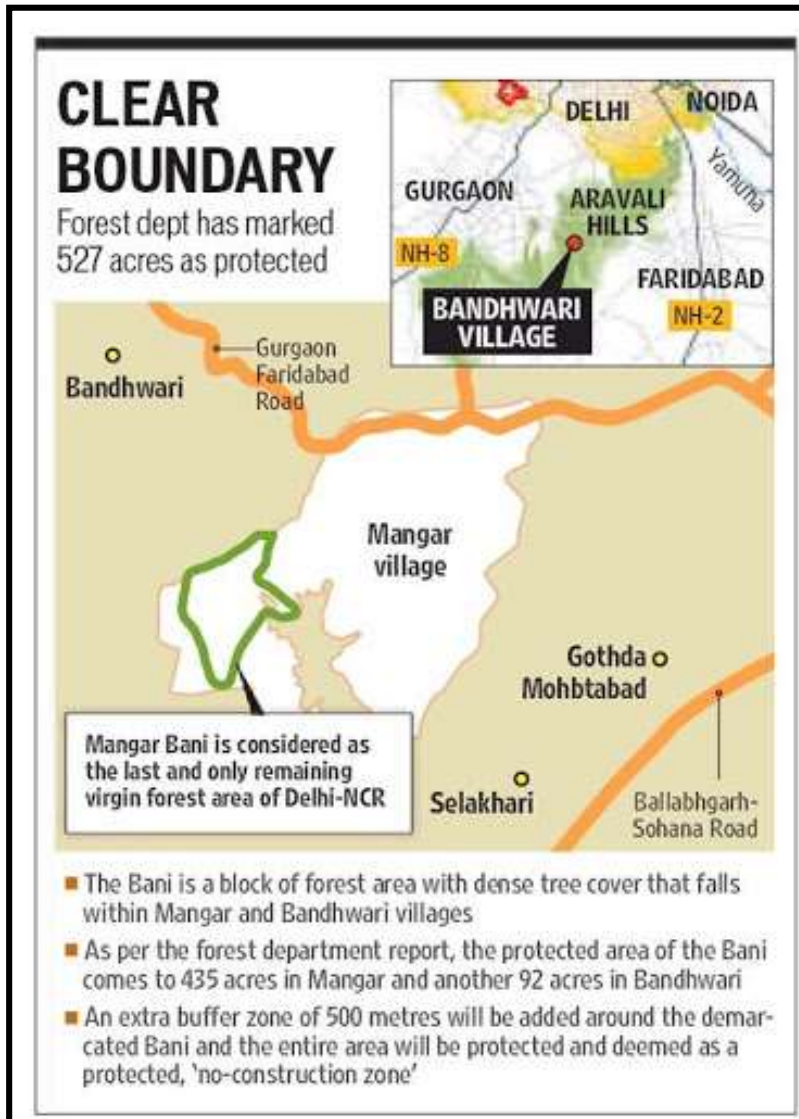 CLEAR
BOUNDARY
Forest dept has marked
527 acres as protected
DELHI
NOIDA
Yamuna
GURGAON
ARAVALI
HILLS
NH-8
FARIDABAD
BANDHWARI
VILLAGE
NH-2
Gurgaon
Faridabad
Road
Bandhwari
Mangar
village
Gothda
Mohbtabad
Mangar Bani is considered as
the last and only remaining
virgin forest area of Delhi-NCR
Selakhari
Ballabhgarh-
Sohana Road
■ The Bani is a block of forest area with dense tree cover that falls
within Mangar and Bandhwari villages
■ As per the forest department report, the protected area of the Bani
comes to 435 acres in Mangar and another 92 acres in Bandhwari
■ An extra buffer zone of 500 metres will be added around the demar-
cated Bani and the entire area will be protected and deemed as a
protected, 'no-construction zone'